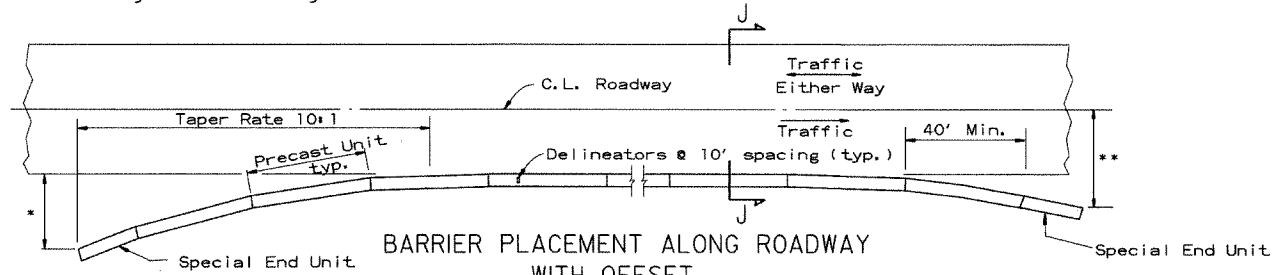 J
Traffic
Either Way
C.L. Roadway
Taper Rate 10:1
Traffic
40' Min.
Precast Unit
typ.
Delineators @ 10' spacing (typ.)
**
*
J
BARRIER PLACEMENT ALONG ROADWAY
Special End Unit
Special End Unit
WITH OFFSET